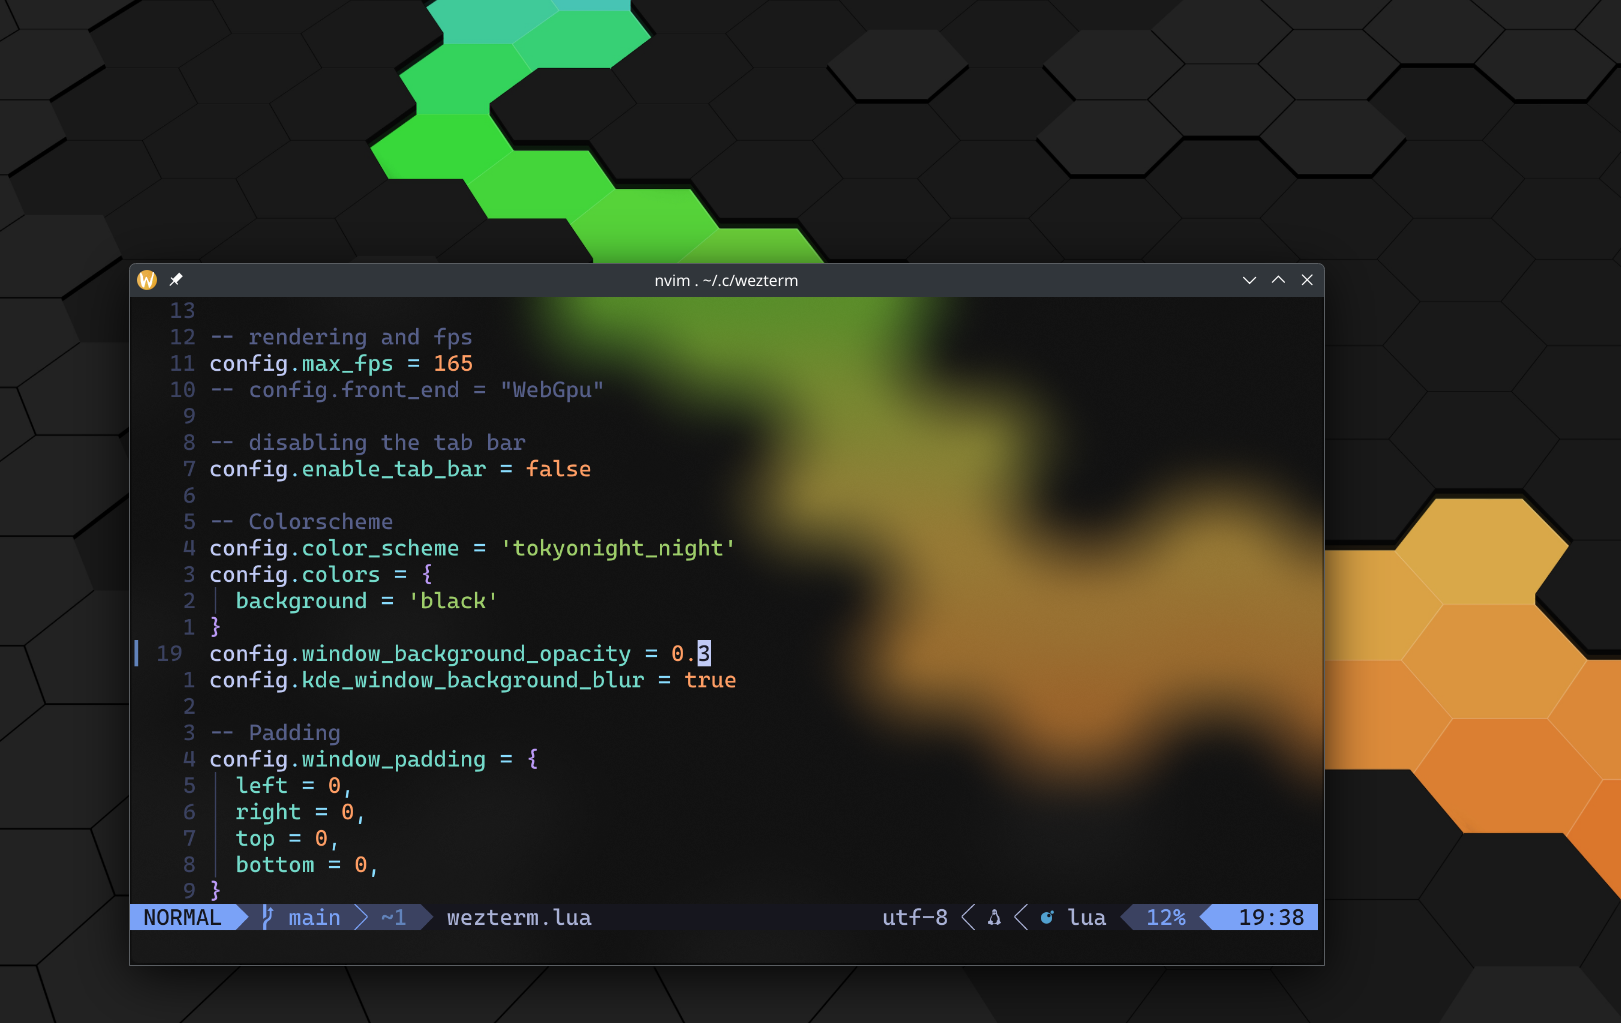 W nvim . ~/.c/wezterm
13
12 -- rendering and fps
11 config.max_fps = 165
10 -- config.front_end = "WebGpu"
9
8 -- disabling the tab bar
7 config.enable_tab_bar = false
6
5 -- Colorscheme
4 config.color_scheme = 'tokyonight_night'
3 config.colors = {
2 background = 'black'
1 }
19 config.window_background_opacity = 0.3
1 config.kde_window_background_blur = true
2
3 -- Padding
4 config.window_padding = {
5 left = 0,
6 right = 0,
7 top = 0,
8 bottom = 0,
9 }
NORMAL main ~1 wezterm.lua utf-8 lua 12% 19:38